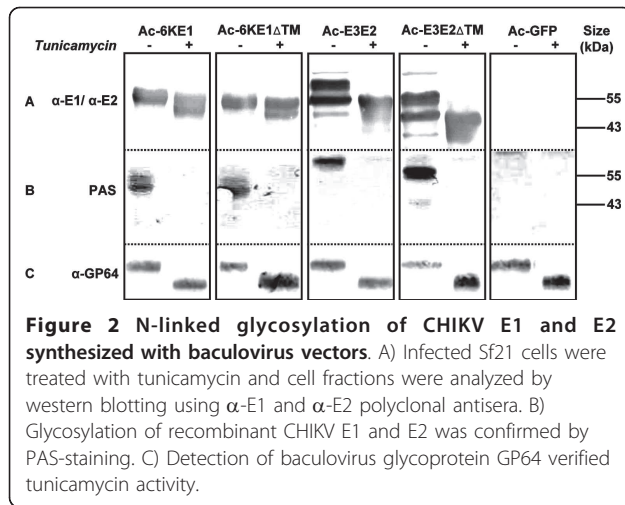 Ac-6KE1 Ac-6KE1ΔTM Ac-E3E2 Ac-E3E2ΔTM Ac-GFP Size
Tunicamycin - + - + - + - + - + (kDa)
A α-E1/ α-E2 55
43
B PAS 55
43
C α-GP64
Figure 2 N-linked glycosylation of CHIKV E1 and E2
synthesized with baculovirus vectors. A) Infected Sf21 cells were
treated with tunicamycin and cell fractions were analyzed by
western blotting using α-E1 and α-E2 polyclonal antisera. B)
Glycosylation of recombinant CHIKV E1 and E2 was confirmed by
PAS-staining. C) Detection of baculovirus glycoprotein GP64 verified
tunicamycin activity.